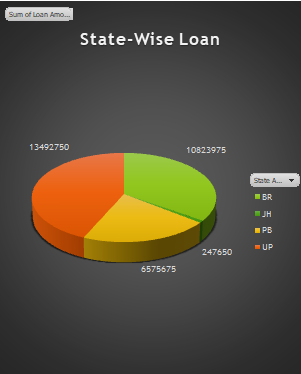 Sum of Loan Amo...
State-Wise Loan
13492750
10823975
State A...
BR
JH
PB
UP
247650
6575675